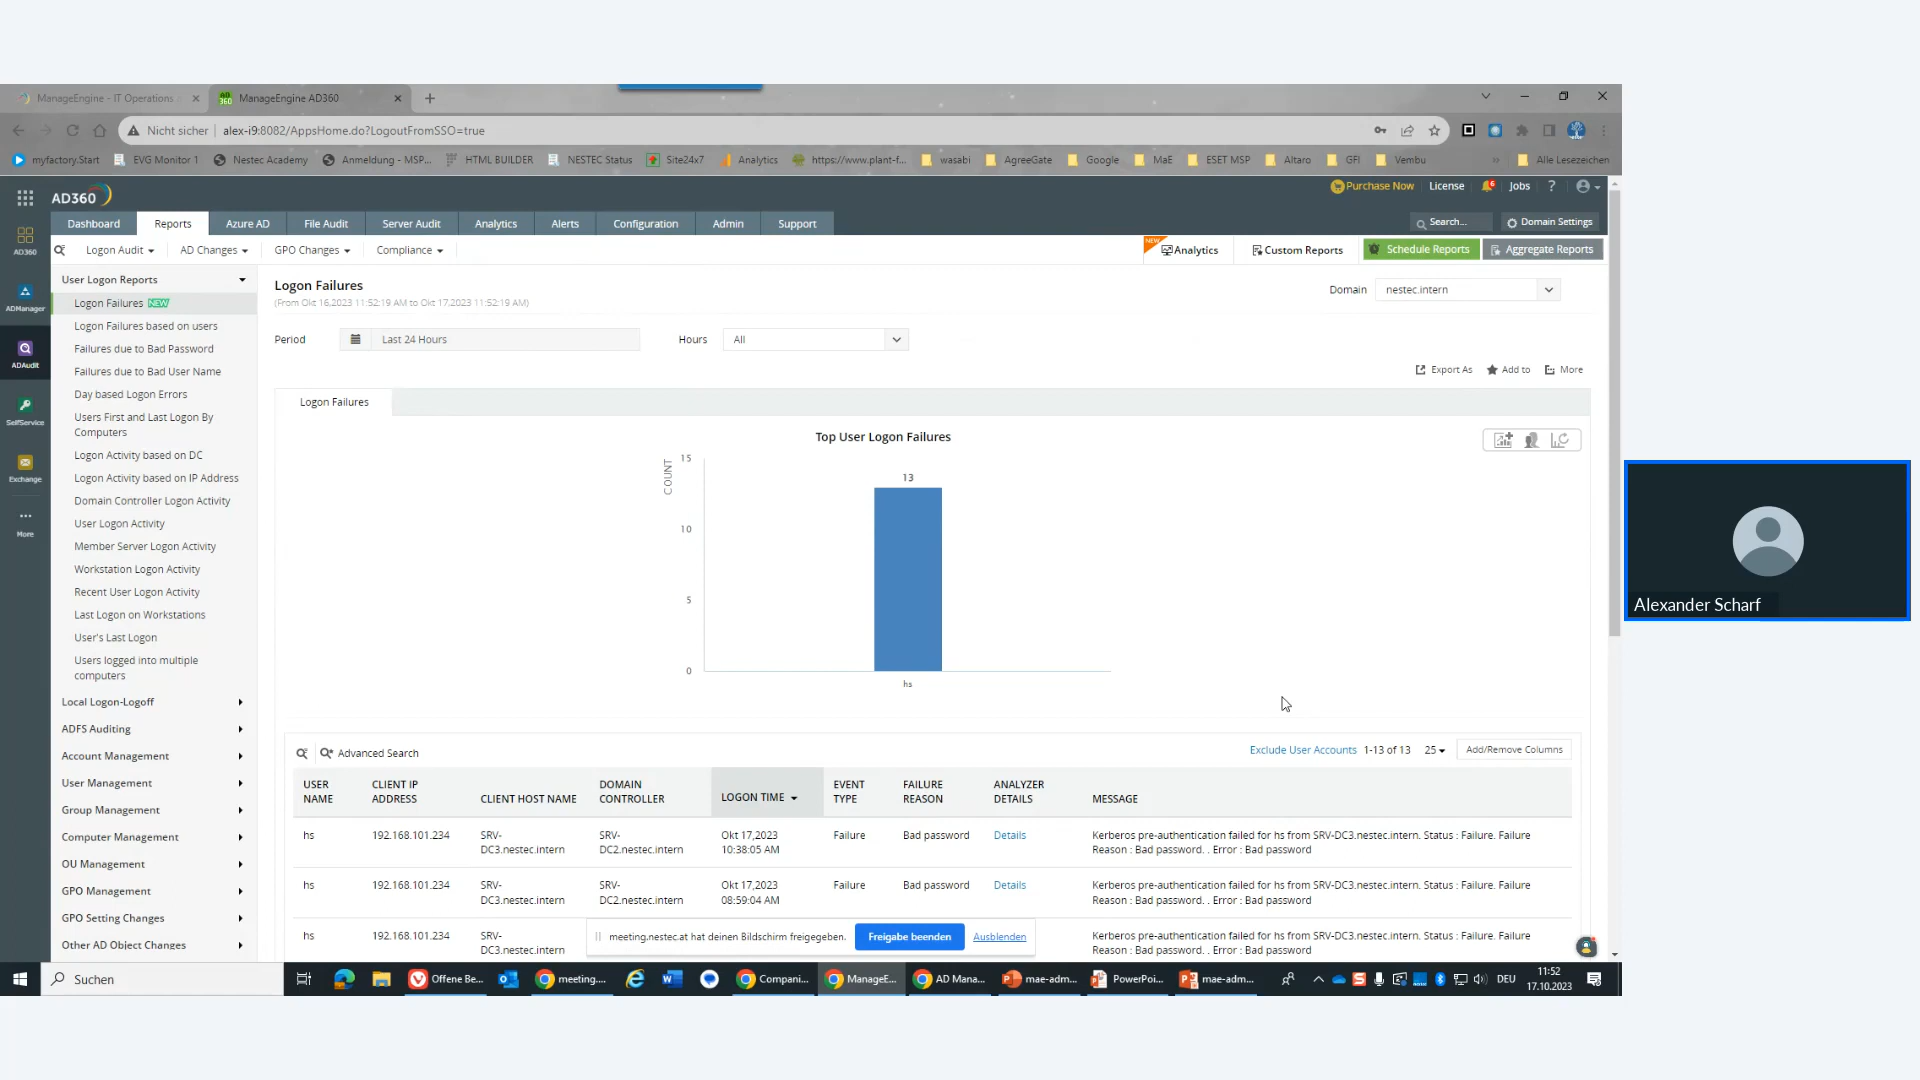 ManageEngine - IT Operations
ManageEngine AD360
Nicht sicher
alex-i9:8082/AppsHome.do?LogoutFromSSO=true
myfactory.Start
EVG Monitor 1
Nestec Academy
Anmeldung - MSP...
HTML BUILDER
NESTEC Status
Site24x7
Analytics
https://www.plant-f...
wasabi
AgreeGate
Google
MaE
ESET MSP
Altaro
GFI
Vembu
»
Alle Lesezeichen
AD360
Purchase Now
License
6
Jobs
?
Dashboard
Reports
Azure AD
File Audit
Server Audit
Analytics
Alerts
Configuration
Admin
Support
Search...
Domain Settings
AD360
ADManager
ADAudit
SelfService
Exchange
More
Logon Audit
AD Changes
GPO Changes
Compliance
NEW
Analytics
Custom Reports
Schedule Reports
Aggregate Reports
User Logon Reports
Logon Failures NEW
Logon Failures based on users
Failures due to Bad Password
Failures due to Bad User Name
Day based Logon Errors
Users First and Last Logon By
Computers
Logon Activity based on DC
Logon Activity based on IP Address
Domain Controller Logon Activity
User Logon Activity
Member Server Logon Activity
Workstation Logon Activity
Recent User Logon Activity
Last Logon on Workstations
User's Last Logon
Users logged into multiple
computers
Local Logon-Logoff
ADFS Auditing
Account Management
User Management
Group Management
Computer Management
OU Management
GPO Management
GPO Setting Changes
Other AD Object Changes
Logon Failures
(From Okt 16,2023 11:52:19 AM to Okt 17,2023 11:52:19 AM)
Domain
nestec.intern
Period
Last 24 Hours
Hours
All
Export As
Add to
More
Logon Failures
Top User Logon Failures
COUNT
15
10
5
0
13
hs
Advanced Search
Exclude User Accounts
1-13 of 13
25
Add/Remove Columns
USER
NAME
CLIENT IP
ADDRESS
CLIENT HOST NAME
DOMAIN
CONTROLLER
LOGON TIME
EVENT
TYPE
FAILURE
REASON
ANALYZER
DETAILS
MESSAGE
hs
192.168.101.234
SRV-
DC3.nestec.intern
SRV-
DC2.nestec.intern
Okt 17,2023
10:38:05 AM
Failure
Bad password
Details
Kerberos pre-authentication failed for hs from SRV-DC3.nestec.intern. Status : Failure. Failure
Reason : Bad password. . Error : Bad password
hs
192.168.101.234
SRV-
DC3.nestec.intern
SRV-
DC2.nestec.intern
Okt 17,2023
08:59:04 AM
Failure
Bad password
Details
Kerberos pre-authentication failed for hs from SRV-DC3.nestec.intern. Status : Failure. Failure
Reason : Bad password. . Error : Bad password
hs
192.168.101.234
SRV-
DC3.nestec.intern
Kerberos pre-authentication failed for hs from SRV-DC3.nestec.intern. Status : Failure. Failure
Reason : Bad password. . Error : Bad password
meeting.nestec.at hat deinen Bildschirm freigegeben.
Freigabe beenden
Ausblenden
Suchen
Offene Be...
meeting....
Compani...
ManageE...
AD Mana...
mae-adm...
PowerPoi...
mae-adm...
DEU
11:52
17.10.2023
Alexander Scharf